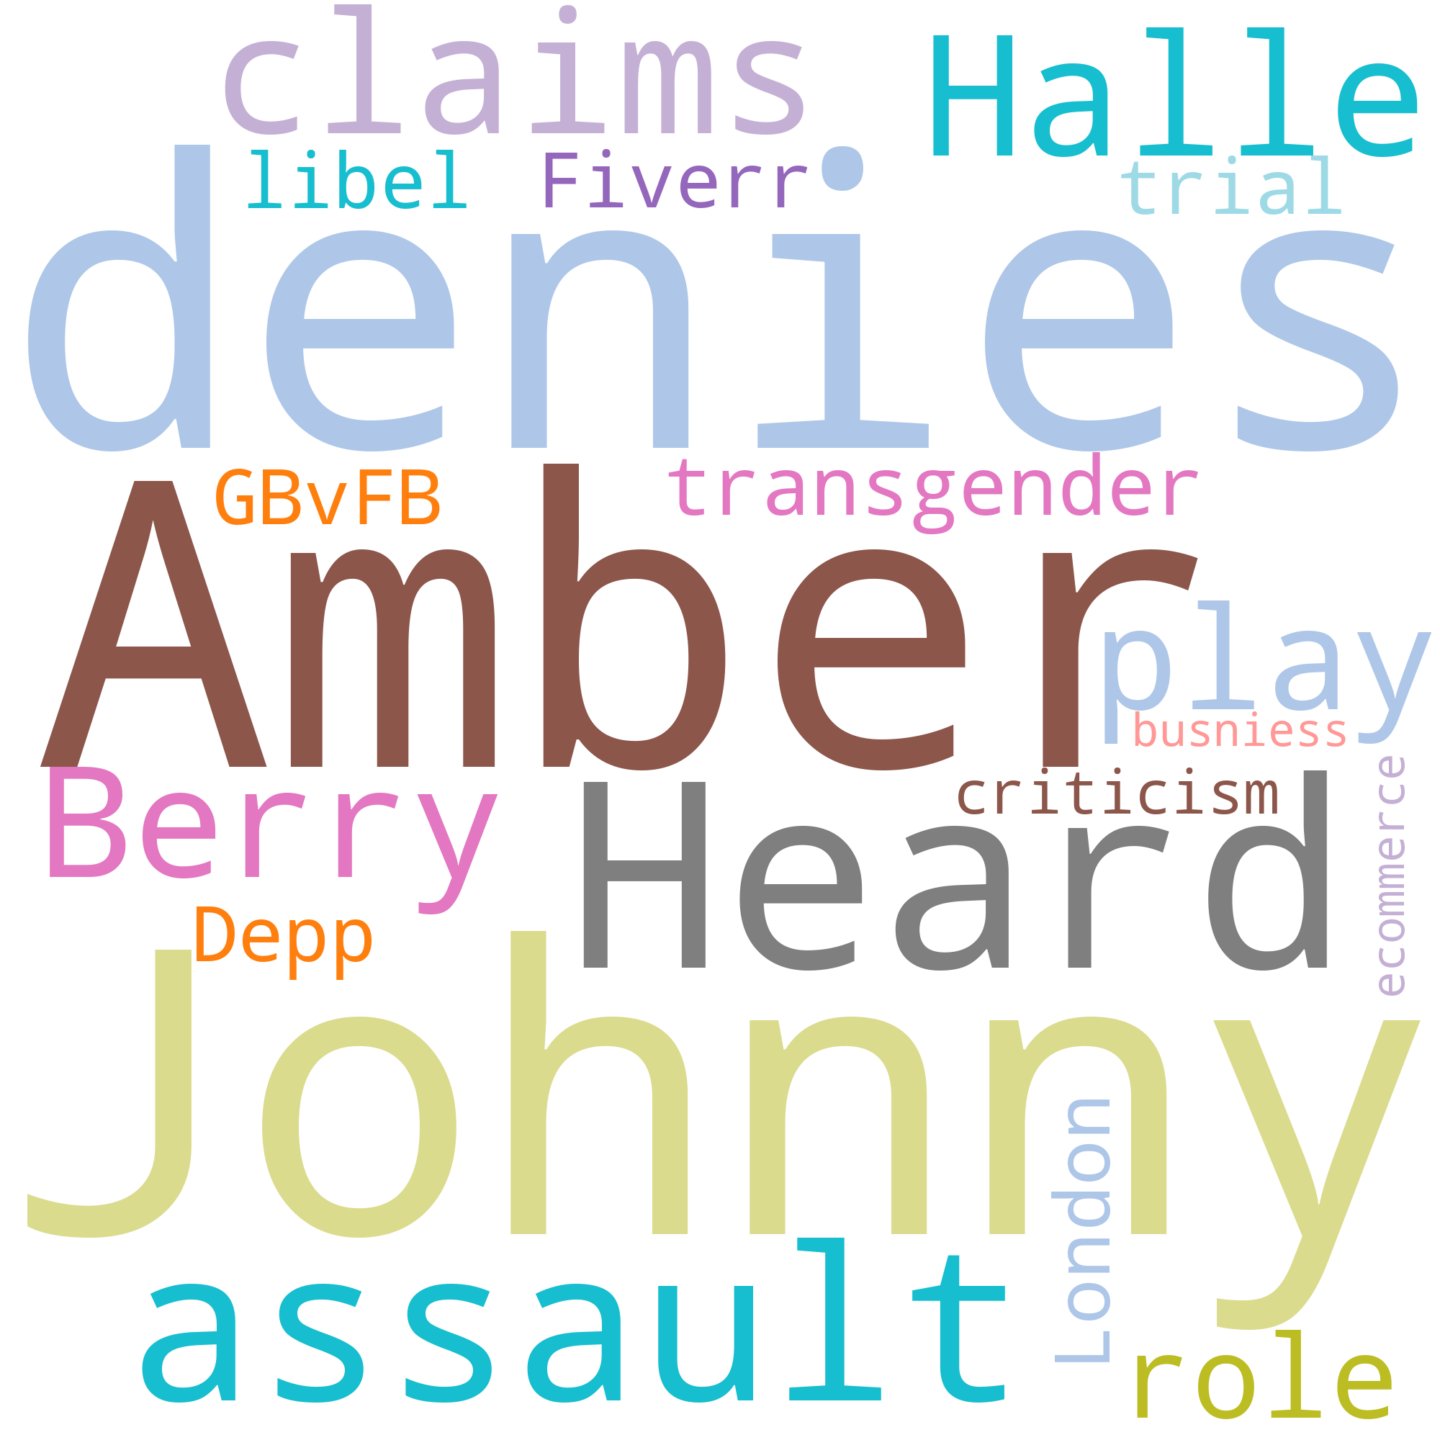 claims
Halle
libel
Fiverr
trial
denies
GBvFB
transgender
Amber
play
busniess
Berry
criticism
Heard
ecommerce
Depp
Johnny
London
assault
role